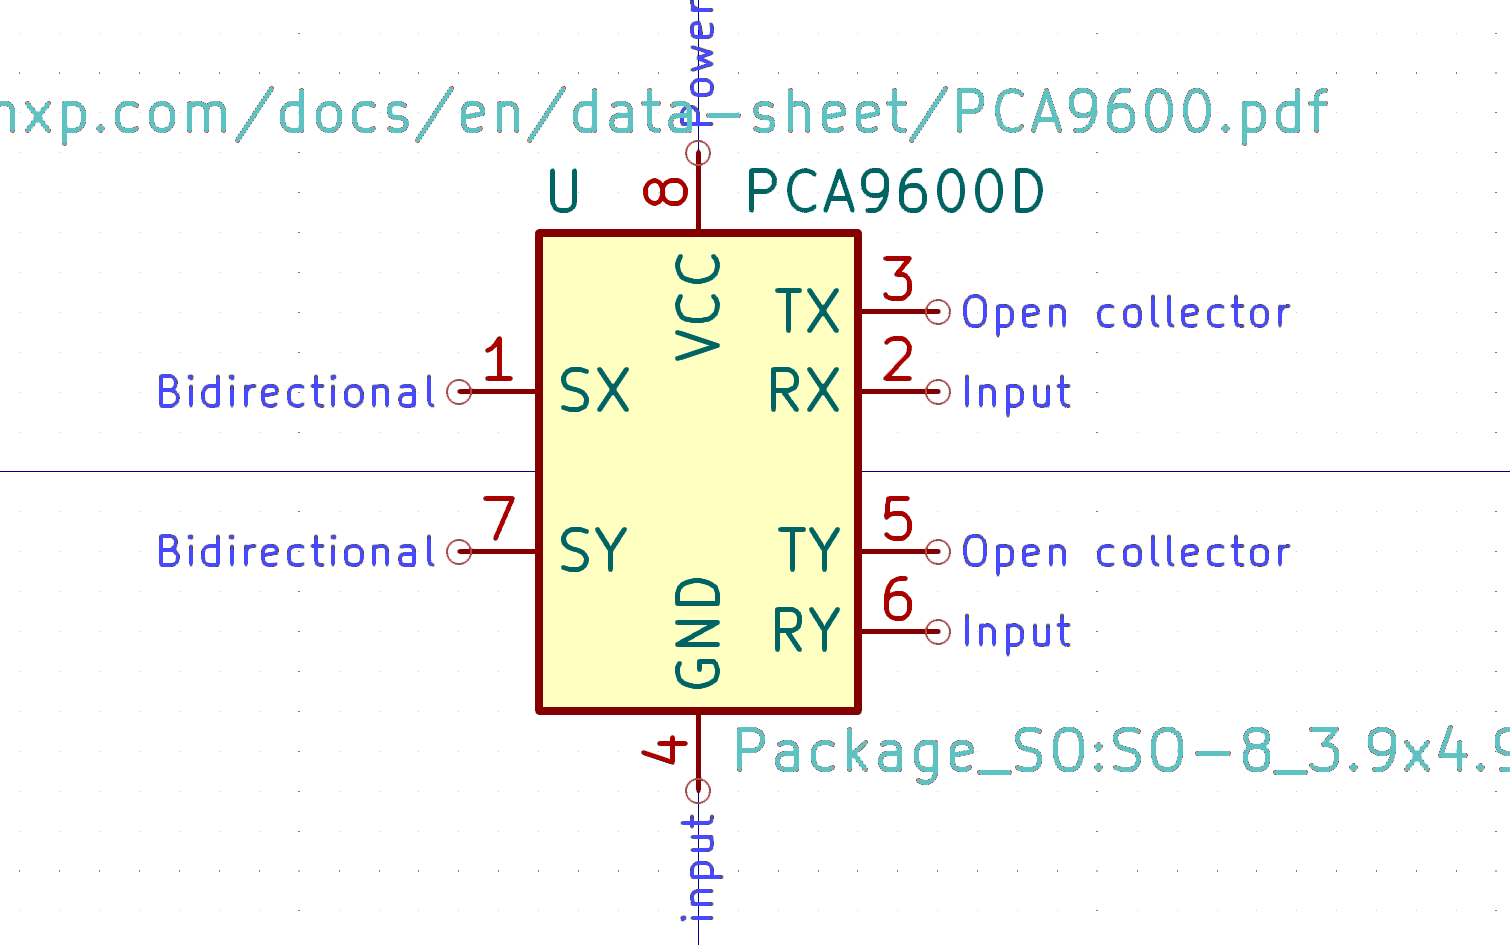 Power
nxp.com/docs/en/data-sheet/PCA9600.pdf
U
8
PCA9600D
VCC
TX
3
Open collector
Bidirectional
1
SX
RX
2
Input
Bidirectional
7
SY
TY
5
Open collector
GND
RY
6
Input
4
Package_SO:SO-8_3.9x4.9
input